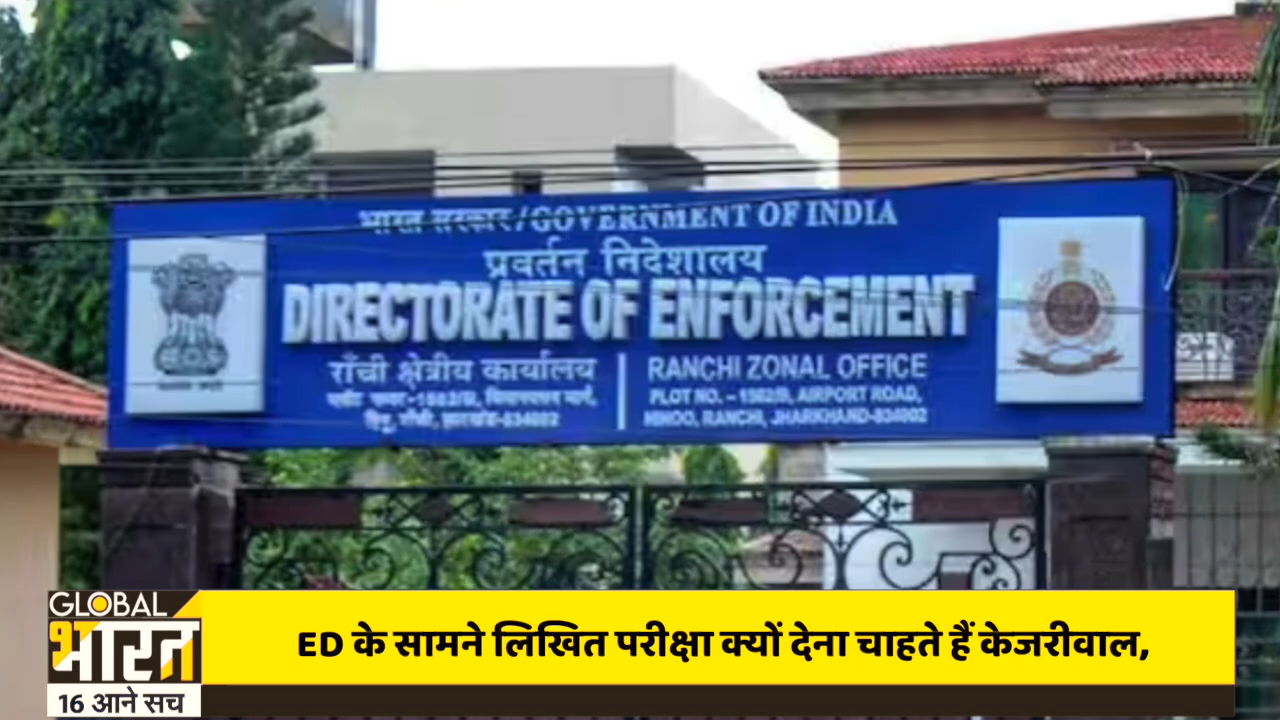 भारत सरकार/GOVERNMENT OF INDIA
प्रवर्तन निदेशालय
DIRECTORATE OF ENFORCEMENT
राँची क्षेत्रीय कार्यालय
RANCHI ZONAL OFFICE
PLOT NO. – 1502/B, AIRPORT ROAD,
HINOO, RANCHI, JHARKHAND-834002
GLOBAL
भारत
16 आने सच
ED के सामने लिखित परीक्षा क्यों देना चाहते हैं केजरीवाल,